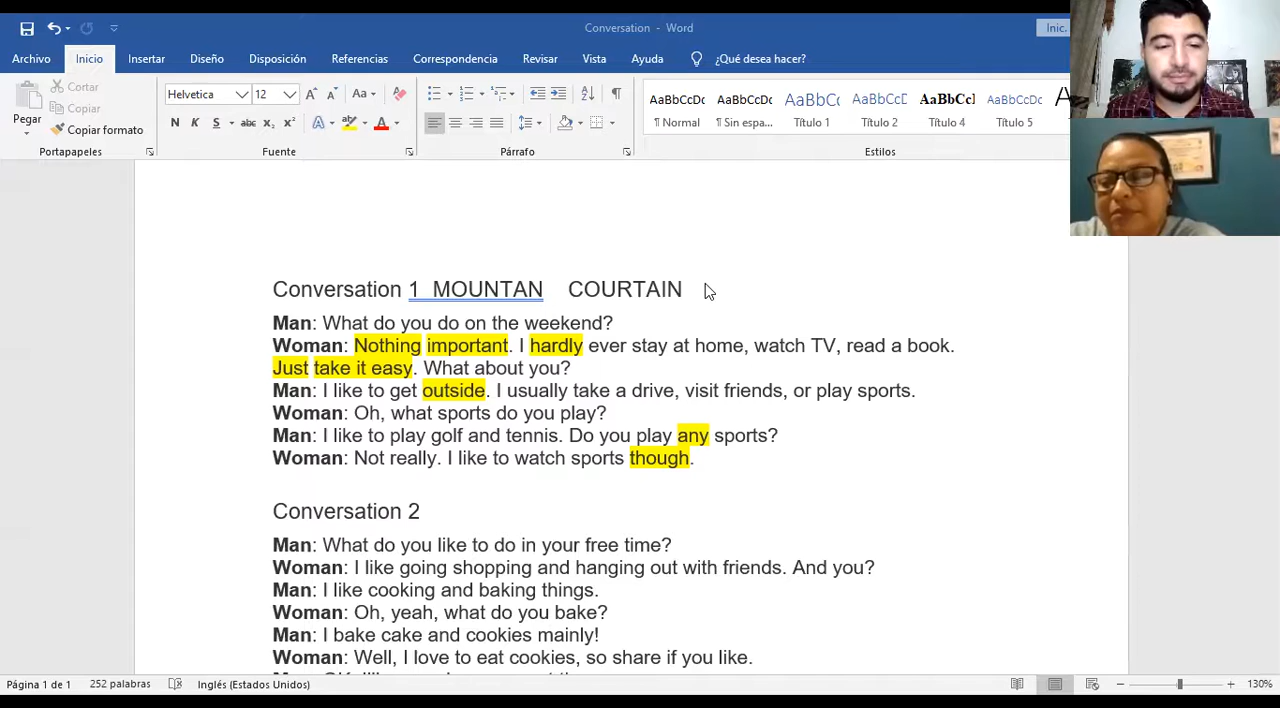 Conversation - Word
Inic.
Archivo Inicio Insertar Diseño Disposición Referencias Correspondencia Revisar Vista Ayuda ¿Qué desea hacer?
Pegar
Cortar
Copiar
Copiar formato
Portapapeles
Helvetica 12
Fuente
Párrafo
AaBbCcDc AaBbCcDc AaBbC AaBbCcD AaBbCc AaBbCcD
¶ Normal ¶ Sin espa... Título 1 Título 2 Título 4 Título 5
Estilos
Conversation 1 MOUNTAN COURTAIN
Man: What do you do on the weekend?
Woman: Nothing important. I hardly ever stay at home, watch TV, read a book.
Just take it easy. What about you?
Man: I like to get outside. I usually take a drive, visit friends, or play sports.
Woman: Oh, what sports do you play?
Man: I like to play golf and tennis. Do you play any sports?
Woman: Not really. I like to watch sports though.
Conversation 2
Man: What do you like to do in your free time?
Woman: I like going shopping and hanging out with friends. And you?
Man: I like cooking and baking things.
Woman: Oh, yeah, what do you bake?
Man: I bake cake and cookies mainly!
Woman: Well, I love to eat cookies, so share if you like.
Página 1 de 1 252 palabras Inglés (Estados Unidos) 130%